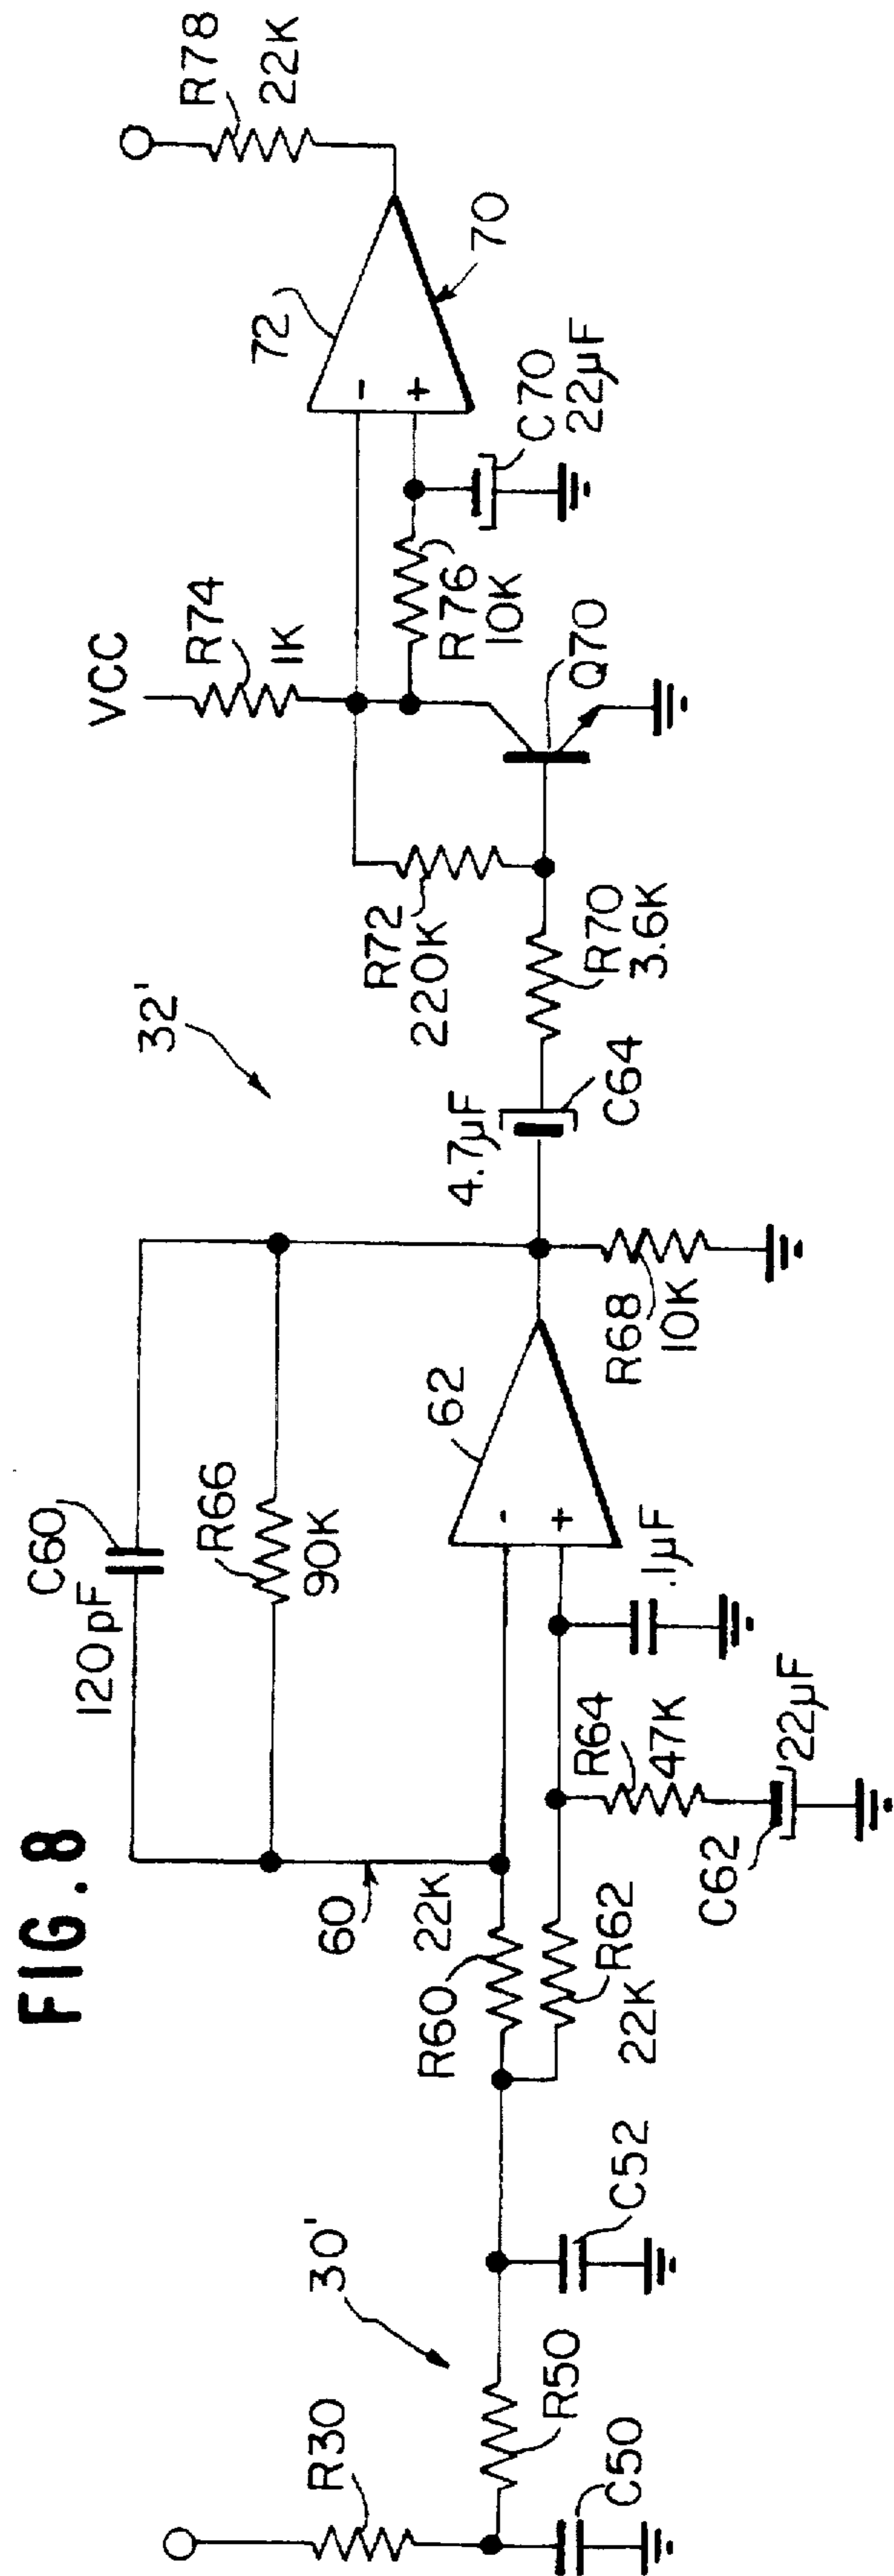 FIG. 8
30'
R30
C50
R50
C52
R60
22K
R62
22K
60
C60
120pF
R66
90K
R64
47K
C62
22µF
.1µF
-
+
62
R68
10K
32'
4.7µF
C64
R70
3.6K
R72
220K
VCC
R74
1K
R76
10K
Q70
C70
22µF
-
+
72
70
R78
22K